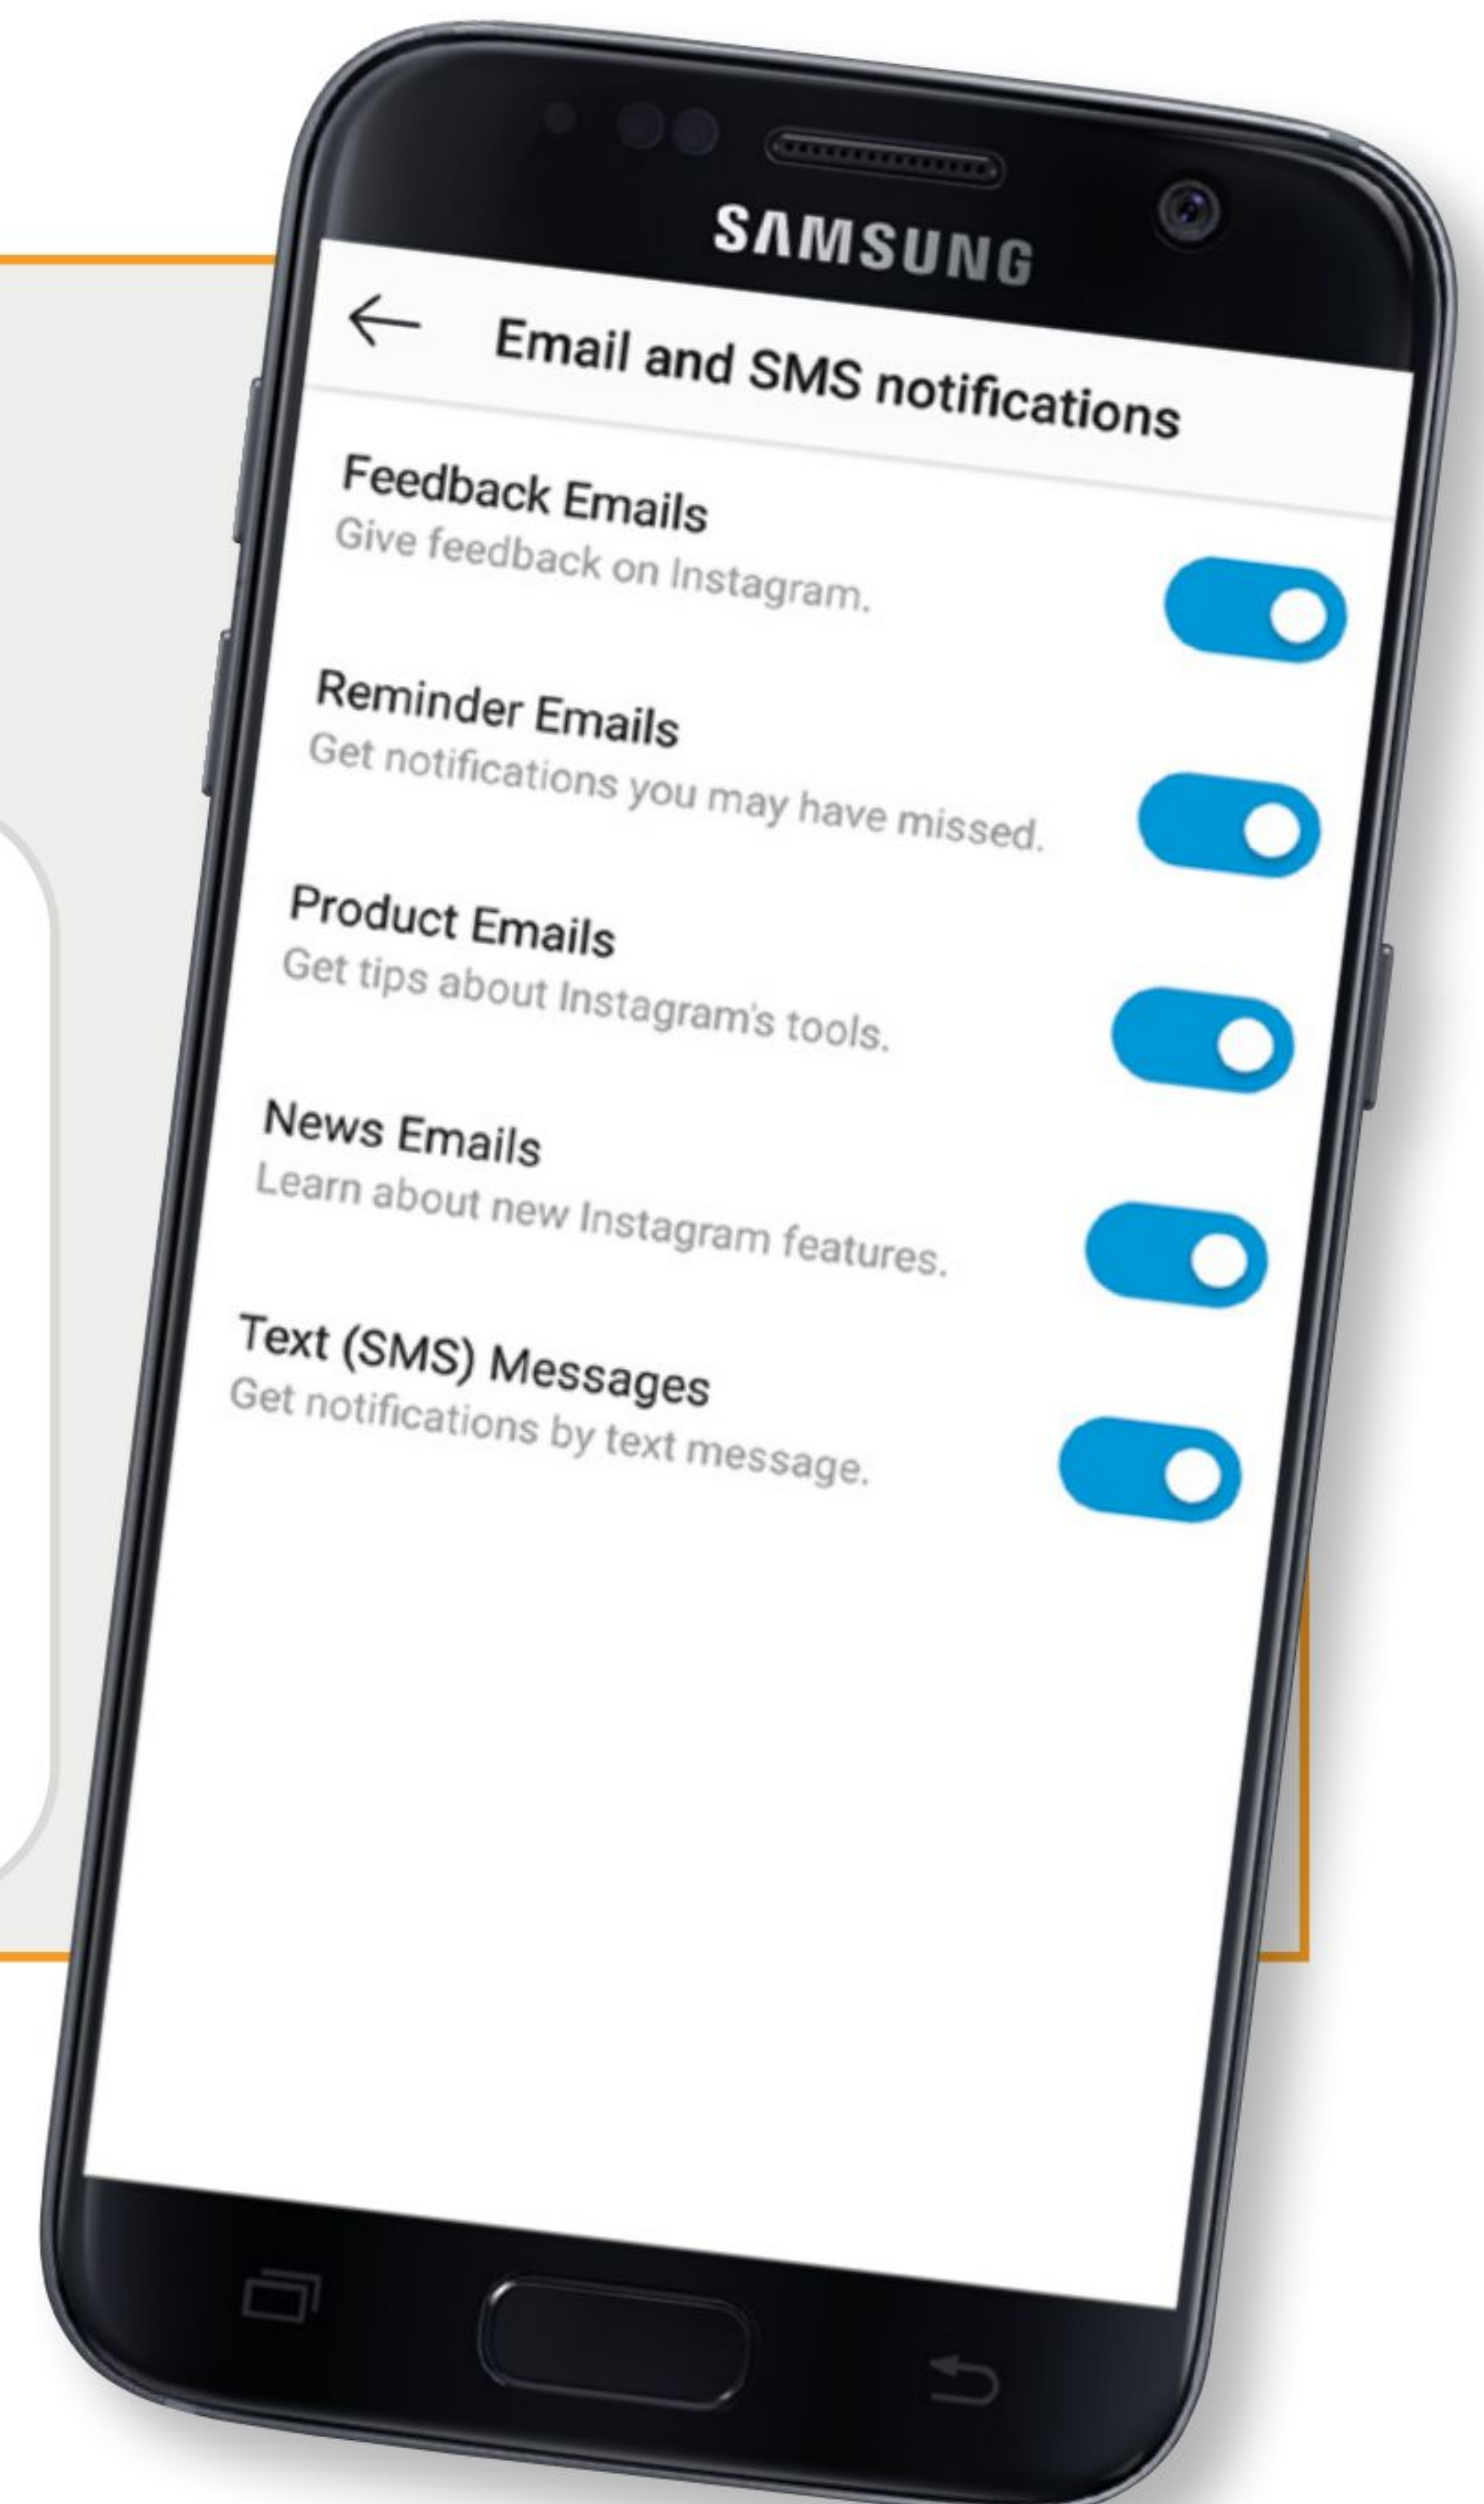 SAMSUNG
Email and SMS notifications
Feedback Emails
Give feedback on Instagram.
Reminder Emails
Get notifications you may have missed.
Product Emails
Get tips about Instagram's tools.
News Emails
Learn about new Instagram features.
Text (SMS) Messages
Get notifications by text message.